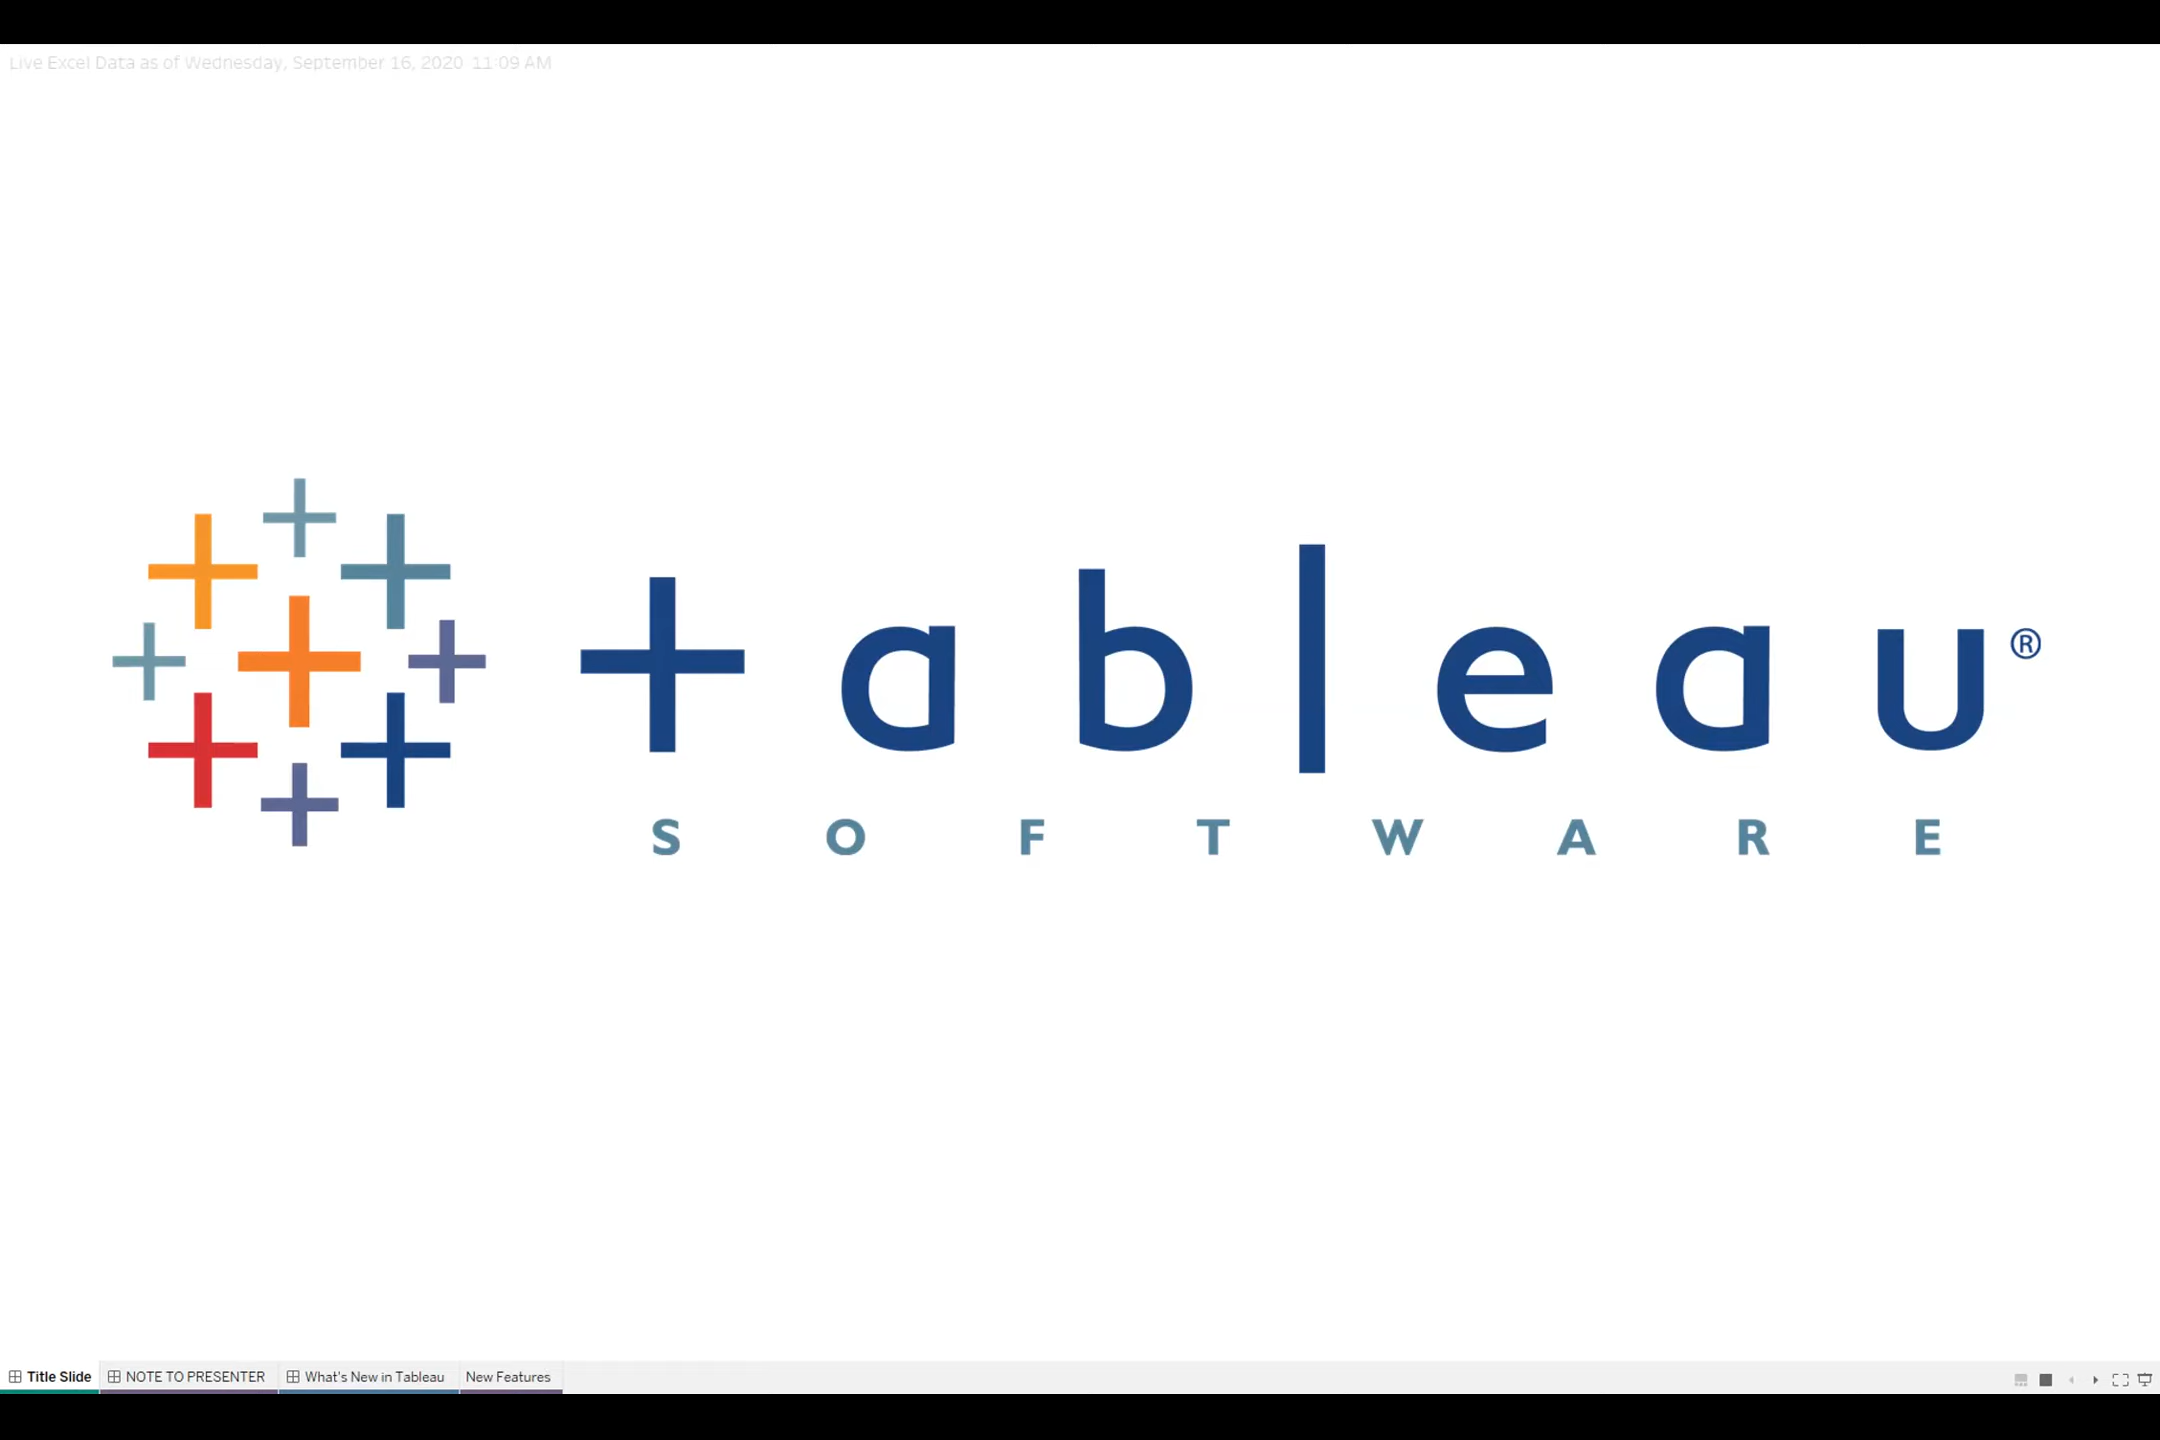 Live Excel Data as of Wednesday, September 16, 2020 11:09 AM
tableau®
SOFTWARE
Title Slide NOTE TO PRESENTER What's New in Tableau New Features